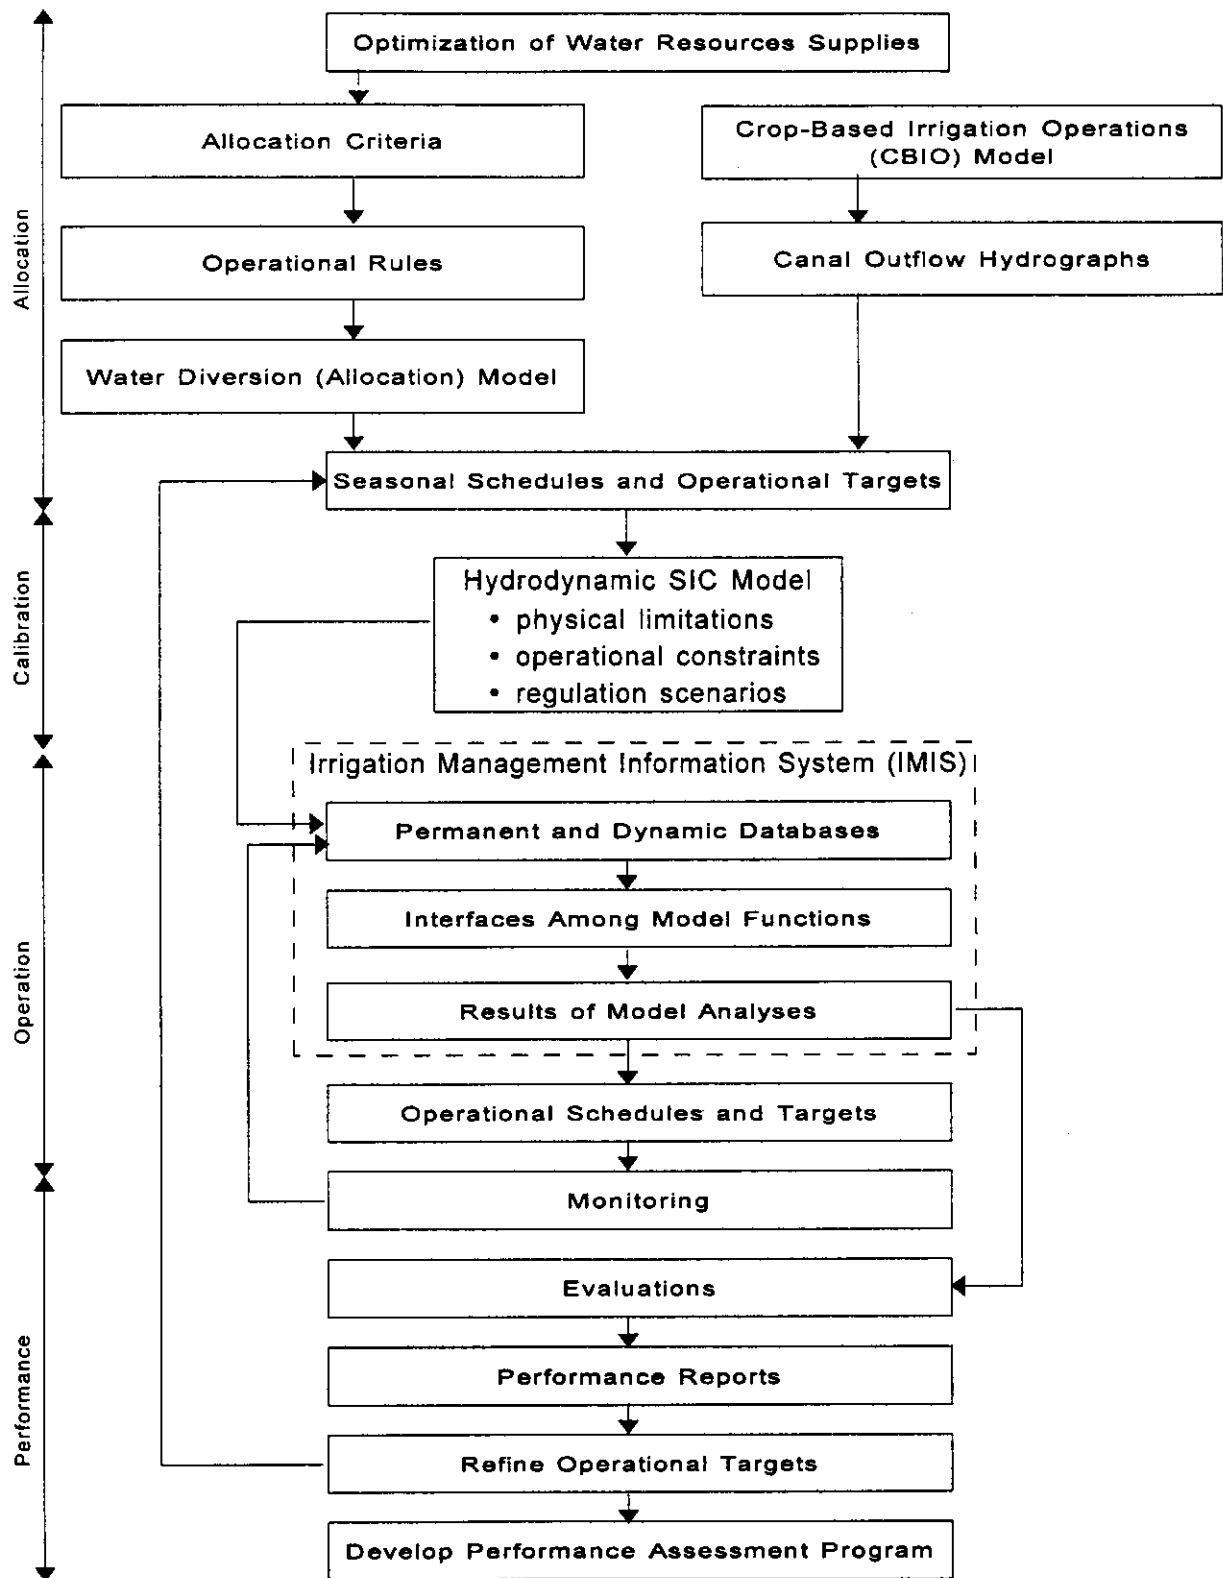 Optimization of Water Resources Supplies
Allocation Criteria
Crop-Based Irrigation Operations
(CBIO) Model
Operational Rules
Canal Outflow Hydrographs
Water Diversion (Allocation) Model
Seasonal Schedules and Operational Targets
Allocation
Hydrodynamic SIC Model
• physical limitations
• operational constraints
• regulation scenarios
Calibration
Irrigation Management Information System (IMIS)
Permanent and Dynamic Databases
Interfaces Among Model Functions
Results of Model Analyses
Operational Schedules and Targets
Operation
Monitoring
Evaluations
Performance Reports
Refine Operational Targets
Develop Performance Assessment Program
Performance